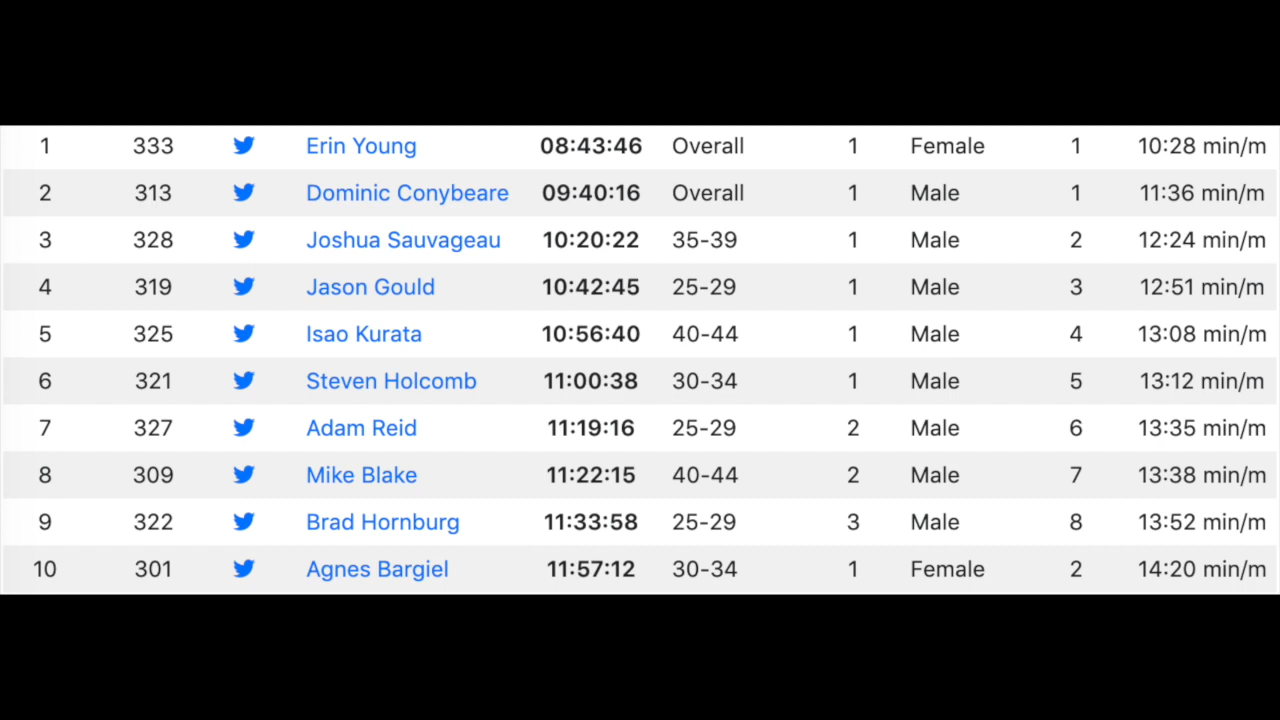 1 333 Erin Young 08:43:46 Overall 1 Female 1 10:28 min/m
2 313 Dominic Conybeare 09:40:16 Overall 1 Male 1 11:36 min/m
3 328 Joshua Sauvageau 10:20:22 35-39 1 Male 2 12:24 min/m
4 319 Jason Gould 10:42:45 25-29 1 Male 3 12:51 min/m
5 325 Isao Kurata 10:56:40 40-44 1 Male 4 13:08 min/m
6 321 Steven Holcomb 11:00:38 30-34 1 Male 5 13:12 min/m
7 327 Adam Reid 11:19:16 25-29 2 Male 6 13:35 min/m
8 309 Mike Blake 11:22:15 40-44 2 Male 7 13:38 min/m
9 322 Brad Hornburg 11:33:58 25-29 3 Male 8 13:52 min/m
10 301 Agnes Bargiel 11:57:12 30-34 1 Female 2 14:20 min/m